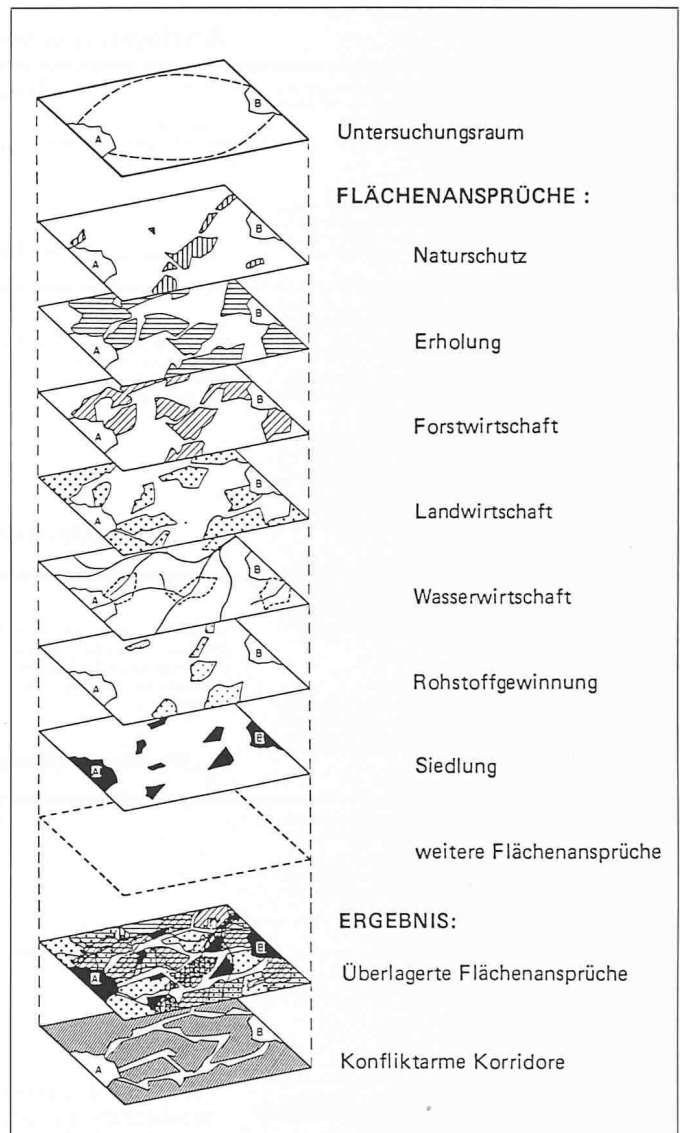 A
B
Untersuchungsraum
FLÄCHENANSPRÜCHE :
A
B
Naturschutz
A
B
Erholung
A
B
Forstwirtschaft
A
B
Landwirtschaft
A
B
Wasserwirtschaft
A
B
Rohstoffgewinnung
A
B
Siedlung
weitere Flächenansprüche
ERGEBNIS:
A
B
Überlagerte Flächenansprüche
A
B
Konfliktarme Korridore